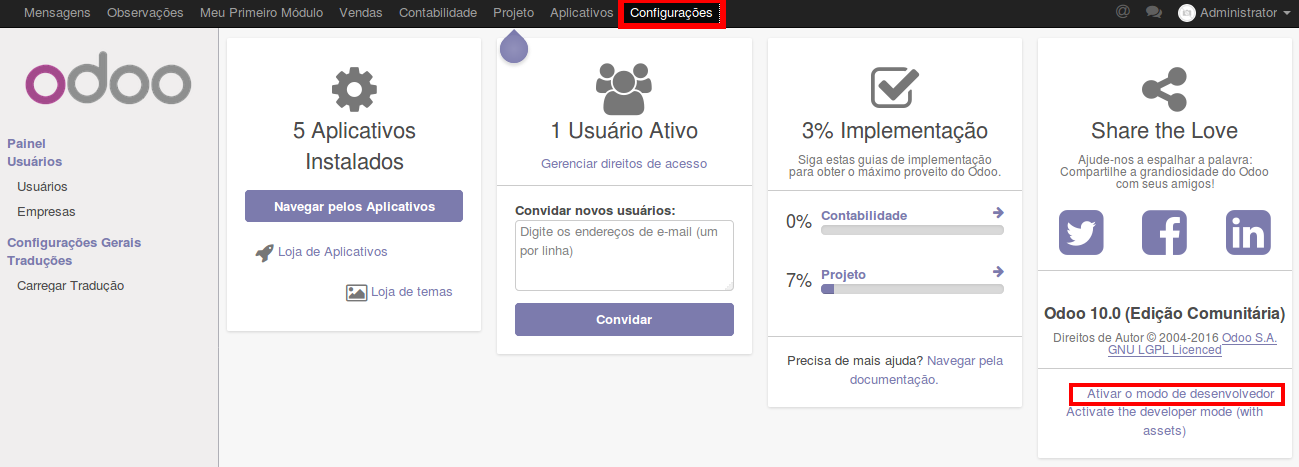 Mensagens Observações Meu Primeiro Módulo Vendas Contabilidade Projeto Aplicativos Configurações @ Administrator
odoo
Painel
Usuários
Usuários
Empresas
Configurações Gerais
Traduções
Carregar Tradução
5 Aplicativos
Instalados
Navegar pelos Aplicativos
Loja de Aplicativos
Loja de temas
1 Usuário Ativo
Gerenciar direitos de acesso
Convidar novos usuários:
Digite os endereços de e-mail (um
por linha)
Convidar
3% Implementação
Siga estas guias de implementação
para obter o máximo proveito do Odoo.
0% Contabilidade
7% Projeto
Precisa de mais ajuda? Navegar pela
documentação.
Share the Love
Ajude-nos a espalhar a palavra:
Compartilhe a grandiosidade do Odoo
com seus amigos!
Odoo 10.0 (Edição Comunitária)
Direitos de Autor © 2004-2016 Odoo S.A.
GNU LGPL Licenced
Ativar o modo de desenvolvedor
Activate the developer mode (with
assets)